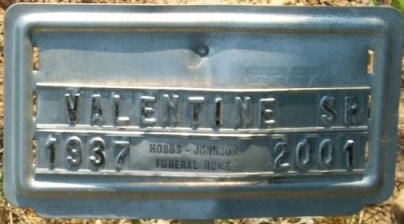 VALENTINE SR
1937 HOBBS - JOHNSON 2001
FUNERAL HOME